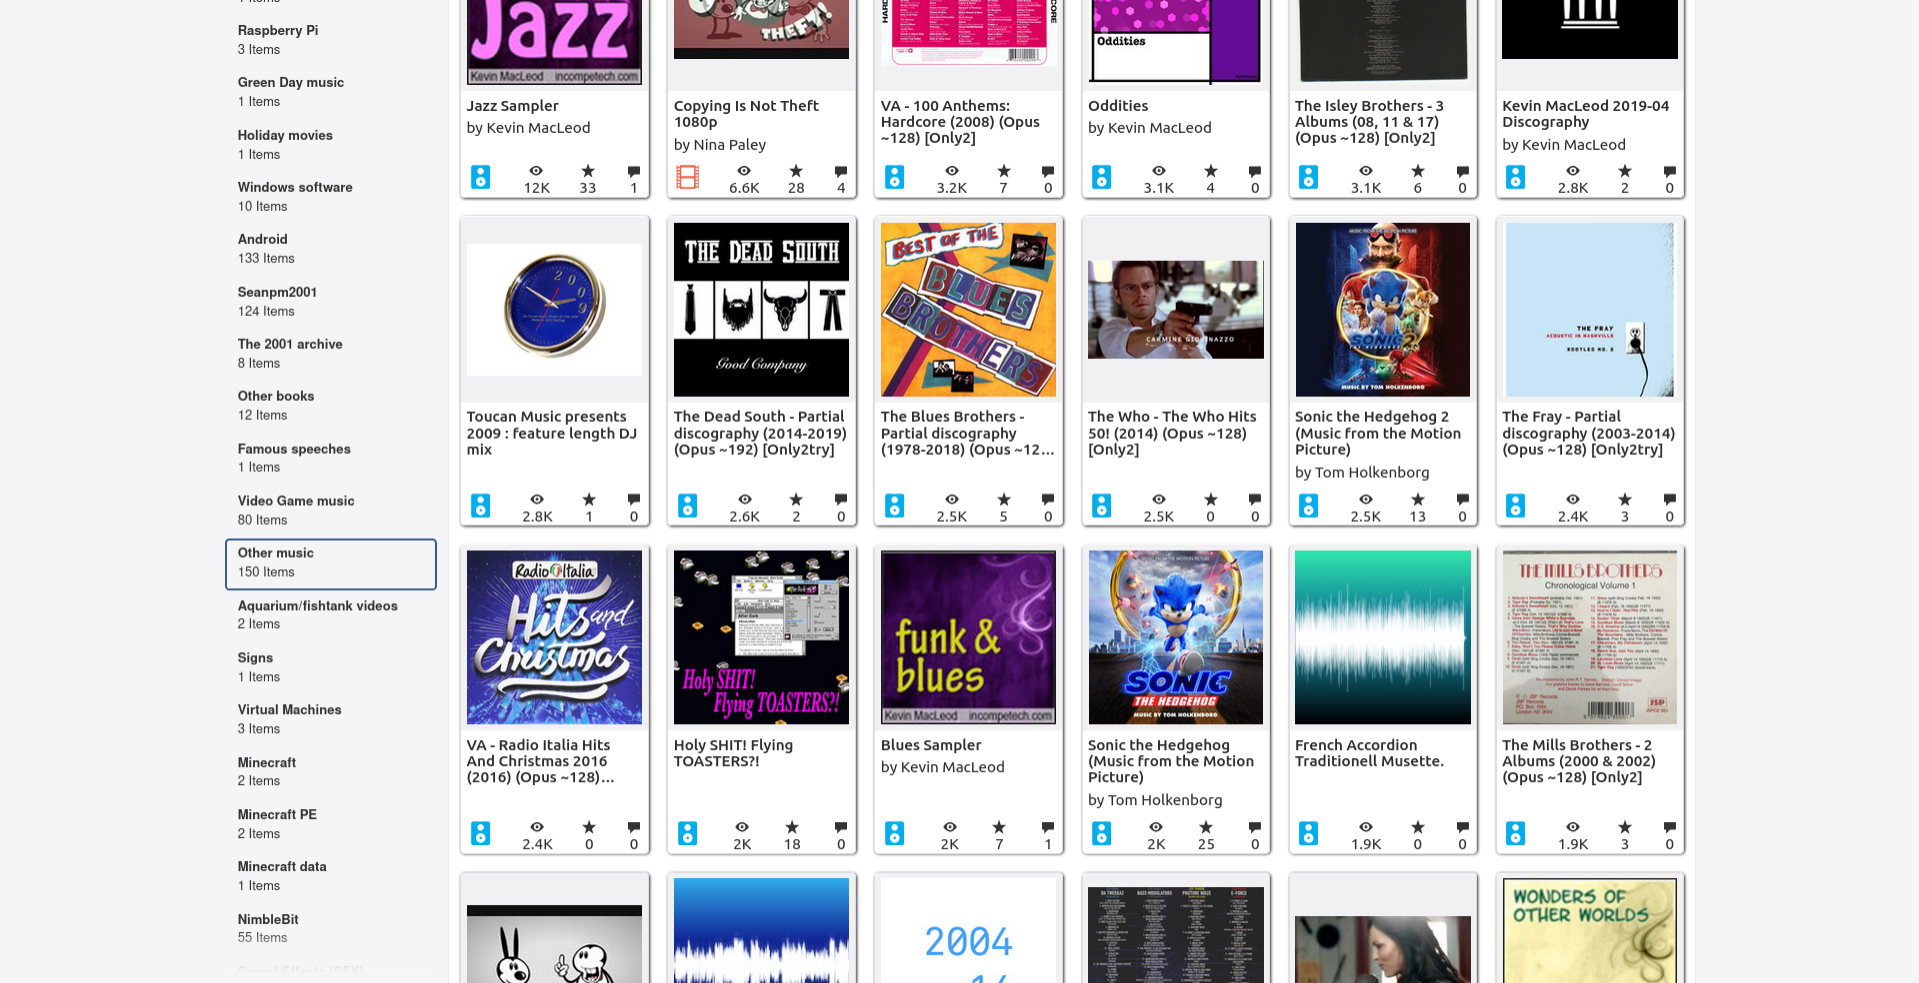 Raspberry Pi
3 Items
Green Day music
1 Items
Holiday movies
1 Items
Windows software
10 Items
Android
133 Items
Seanpm2001
124 Items
The 2001 archive
8 Items
Other books
12 Items
Famous speeches
1 Items
Video Game music
80 Items
Other music
150 Items
Aquarium/fishtank videos
2 Items
Signs
1 Items
Virtual Machines
3 Items
Minecraft
2 Items
Minecraft PE
2 Items
Minecraft data
1 Items
NimbleBit
55 Items
Jazz
Kevin MacLeod incompetech.com
Jazz Sampler
by Kevin MacLeod
12K 33 1
THEFT!
Copying Is Not Theft
1080p
by Nina Paley
6.6K 28 4
VA - 100 Anthems:
Hardcore (2008) (Opus
~128) [Only2]
3.2K 7 0
Oddities
Oddities
by Kevin MacLeod
3.1K 4 0
The Isley Brothers - 3
Albums (08, 11 & 17)
(Opus ~128) [Only2]
3.1K 6 0
Kevin MacLeod 2019-04
Discography
by Kevin MacLeod
2.8K 2 0
2009
Toucan Music presents
2009 : feature length DJ
mix
2.8K 1 0
THE DEAD SOUTH
Good Company
The Dead South - Partial
discography (2014-2019)
(Opus ~192) [Only2try]
2.6K 2 0
BEST OF THE
BLUES
BROTHERS
The Blues Brothers -
Partial discography
(1978-2018) (Opus ~12...
2.5K 5 0
CARMINE GIOVINAZZO
The Who - The Who Hits
50! (2014) (Opus ~128)
[Only2]
2.5K 0 0
MUSIC FROM THE MOTION PICTURE
SONIC 2
THE HEDGEHOG
MUSIC BY TOM HOLKENBORG
Sonic the Hedgehog 2
(Music from the Motion
Picture)
by Tom Holkenborg
2.5K 13 0
THE FRAY
ACOUSTIC IN NASHVILLE
BOOTLEG NO. 2
The Fray - Partial
discography (2003-2014)
(Opus ~128) [Only2try]
2.4K 3 0
Radio Italia
Hits and
Christmas
VA - Radio Italia Hits
And Christmas 2016
(2016) (Opus ~128)...
2.4K 0 0
Holy SHIT!
Flying TOASTERS?!
Holy SHIT! Flying
TOASTERS?!
2K 18 0
funk &
blues
Kevin MacLeod incompetech.com
Blues Sampler
by Kevin MacLeod
2K 7 1
MUSIC FROM THE MOTION PICTURE
SONIC
THE HEDGEHOG
MUSIC BY TOM HOLKENBORG
Sonic the Hedgehog
(Music from the Motion
Picture)
by Tom Holkenborg
2K 25 0
French Accordion
Traditionell Musette.
1.9K 0 0
THE MILLS BROTHERS
Chronological Volume 1
JSP
The Mills Brothers - 2
Albums (2000 & 2002)
(Opus ~128) [Only2]
1.9K 3 0
2004
WONDERS OF
OTHER WORLDS